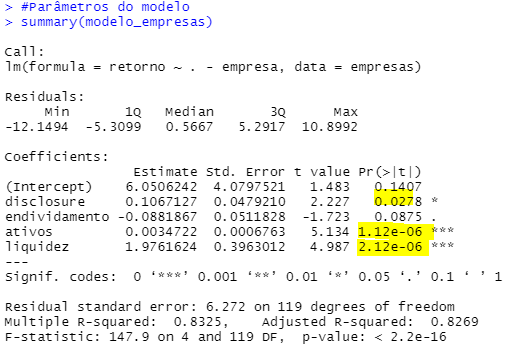 > #Parâmetros do modelo
> summary(modelo_empresas)
Call:
lm(formula = retorno ~ . - empresa, data = empresas)
Residuals:
     Min       1Q   Median       3Q      Max
-12.1494  -5.3099   0.5667   5.2917  10.8992
Coefficients:
               Estimate Std. Error t value Pr(>|t|)
(Intercept)    6.0506242  4.0797521   1.483   0.1407
disclosure     0.1067127  0.0479210   2.227   0.0278 *
endividamento -0.0881867  0.0511828  -1.723   0.0875 .
ativos         0.0034722  0.0006763   5.134 1.12e-06 ***
liquidez       1.9761624  0.3963012   4.987 2.12e-06 ***
---
Signif. codes:  0 ‘***’ 0.001 ‘**’ 0.01 ‘*’ 0.05 ‘.’ 0.1 ‘ ’ 1
Residual standard error: 6.272 on 119 degrees of freedom
Multiple R-squared:  0.8325,    Adjusted R-squared:  0.8269
F-statistic: 147.9 on 4 and 119 DF,  p-value: < 2.2e-16